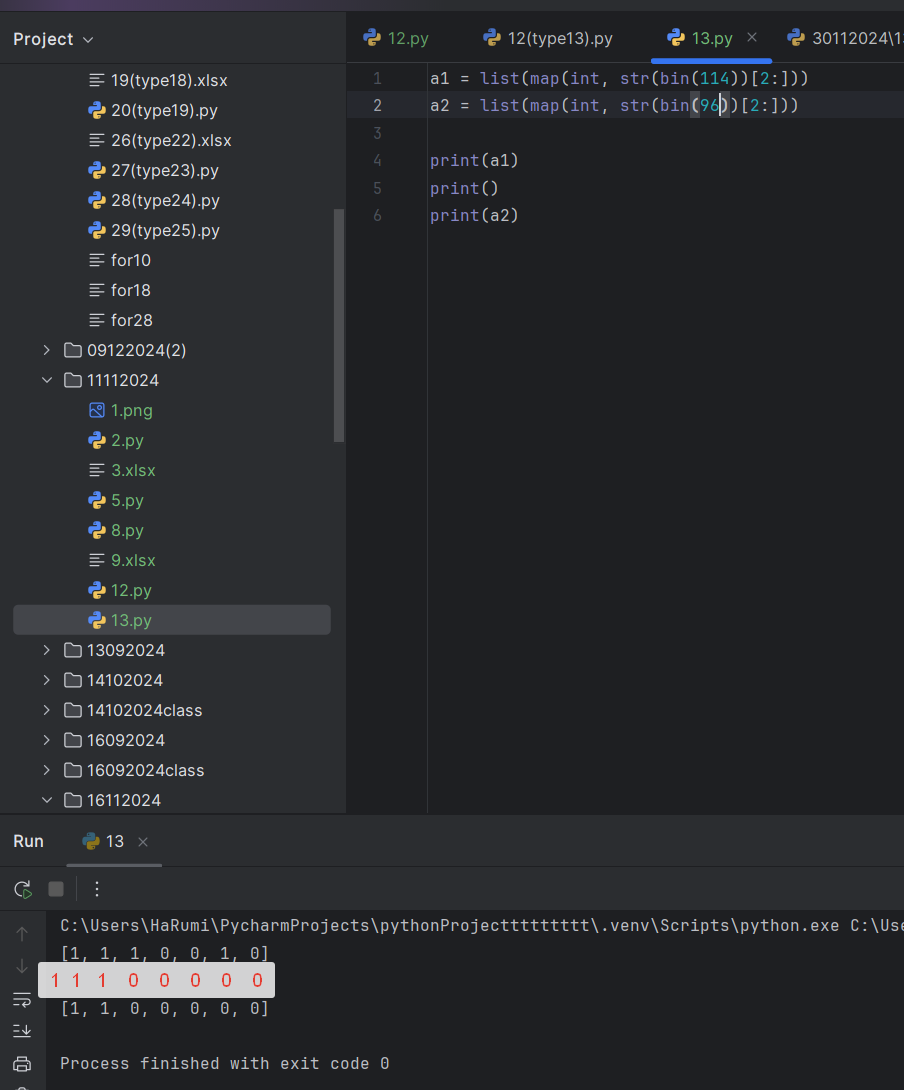 Project
19(type18).xlsx
20(type19).py
26(type22).xlsx
27(type23).py
28(type24).py
29(type25).py
for10
for18
for28
09122024(2)
11112024
1.png
2.py
3.xlsx
5.py
8.py
9.xlsx
12.py
13.py
13092024
14102024
14102024class
16092024
16092024class
16112024
12.py 12(type13).py 13.py 30112024\1
1 a1 = list(map(int, str(bin(114))[2:]))
2 a2 = list(map(int, str(bin(96))[2:]))
3
4 print(a1)
5 print()
6 print(a2)
Run 13
C:\Users\HaRumi\PycharmProjects\pythonProjecttttttttt\.venv\Scripts\python.exe C:\Use
[1, 1, 1, 0, 0, 1, 0]
1 1 1 0 0 0 0 0
[1, 1, 0, 0, 0, 0, 0]
Process finished with exit code 0